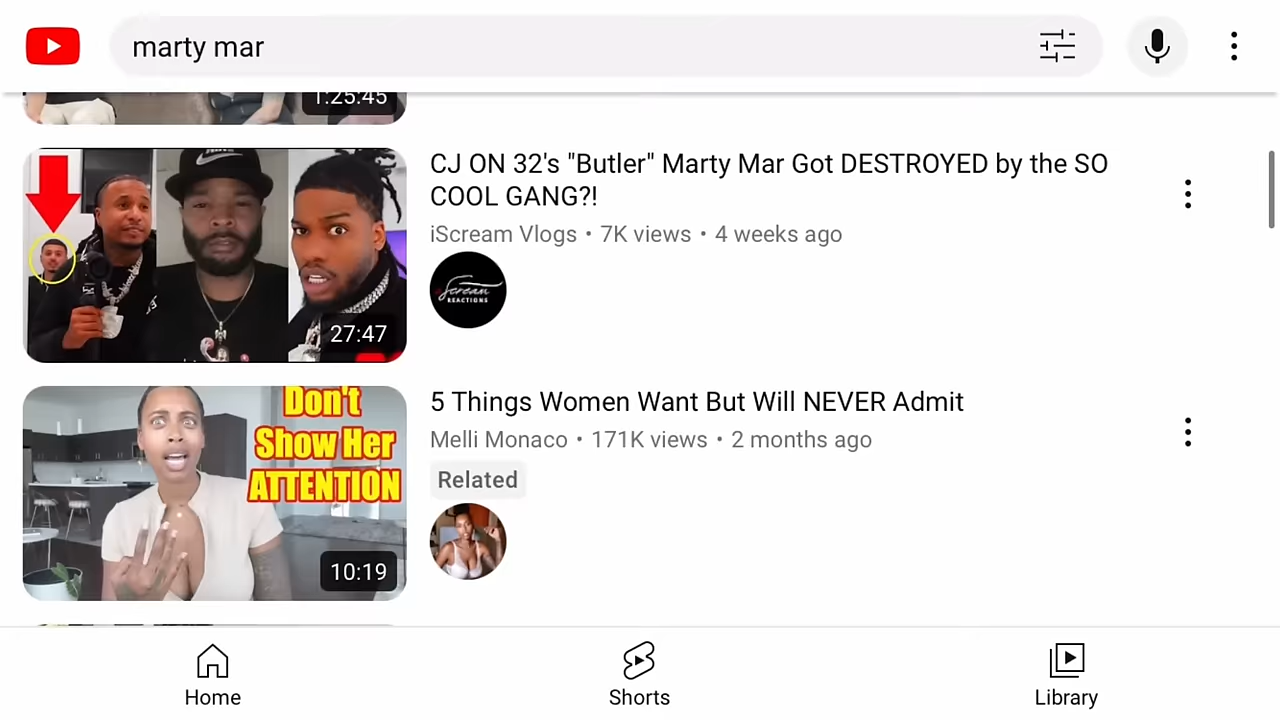 marty mar
1:25:45
CJ ON 32's "Butler" Marty Mar Got DESTROYED by the SO
COOL GANG?!
iScream Vlogs • 7K views • 4 weeks ago
iScream
REACTIONS
27:47
5 Things Women Want But Will NEVER Admit
Melli Monaco • 171K views • 2 months ago
Related
Don't
Show Her
ATTENTION
10:19
Home
Shorts
Library